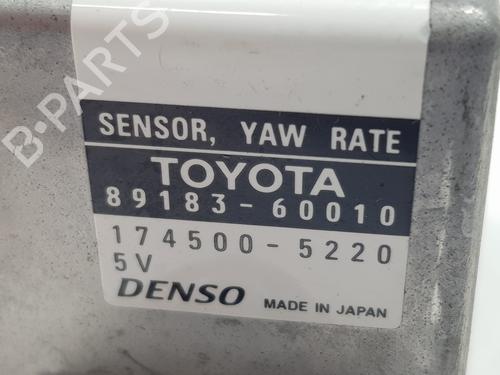 B-PARTS
SENSOR, YAW RATE
TOYOTA
89183-60010
174500-5220
5V
DENSO MADE IN JAPAN